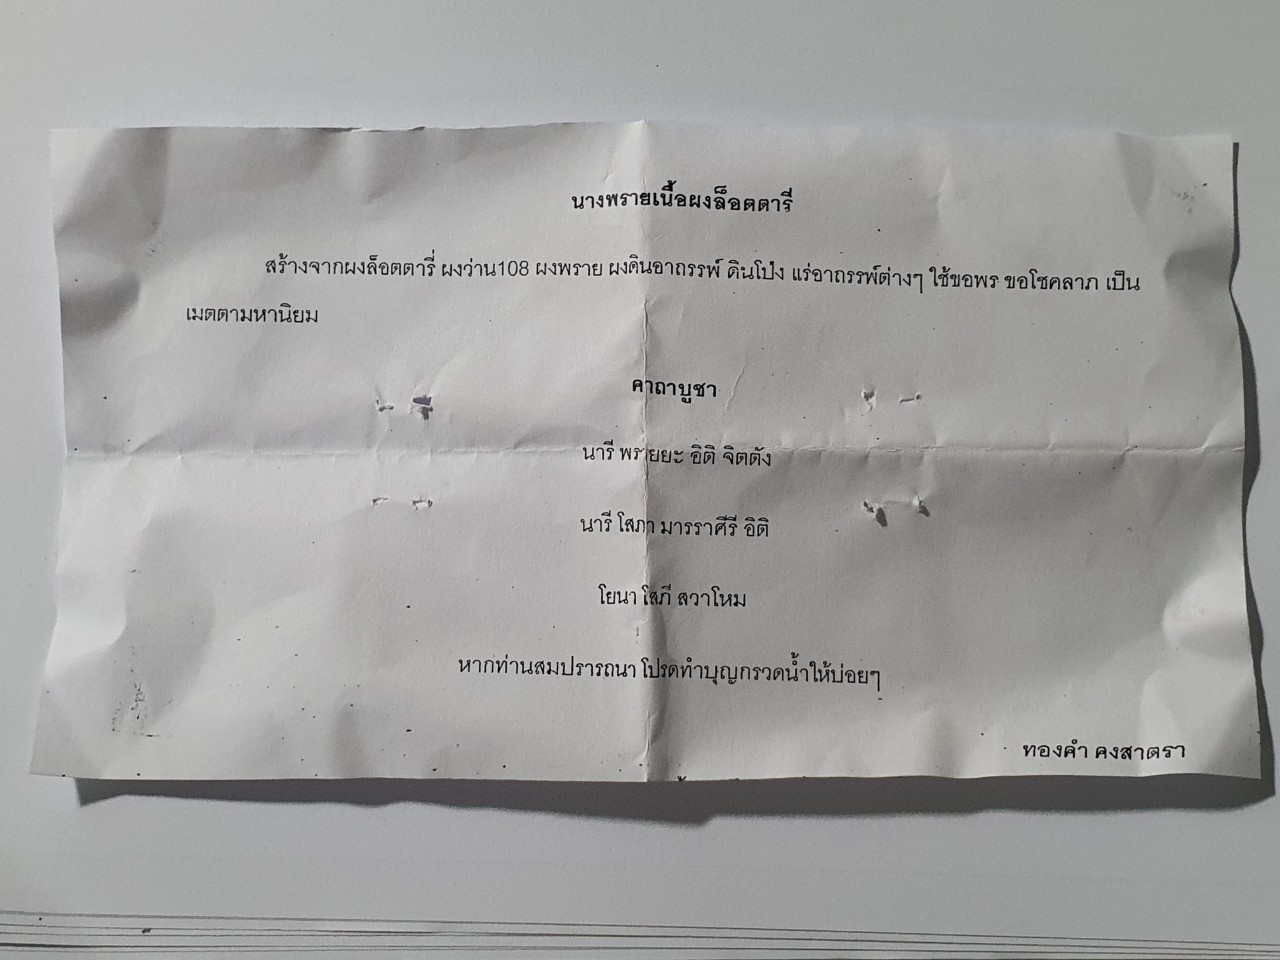 นางพรายเนื้อผงล็อตตารี
สร้างจากผงล็อตตารี่ ผงว่าน108 ผงพราย ผงดินอาถรรพ์ ดินโป่ง แร่อาถรรพ์ต่างๆ ใช้ขอพร ขอโชคลาภ เป็น
เมตตามหานิยม
คาถาบูชา
นารี พรายยะ อิติ จิตตัง
นารี โสภา มารราศีรี อิติ
โยนา โสภี สวาโหม
หากท่านสมปรารถนา โปรดทำบุญกรวดน้ำให้บ่อยๆ
ทองคำ คงสาตรา